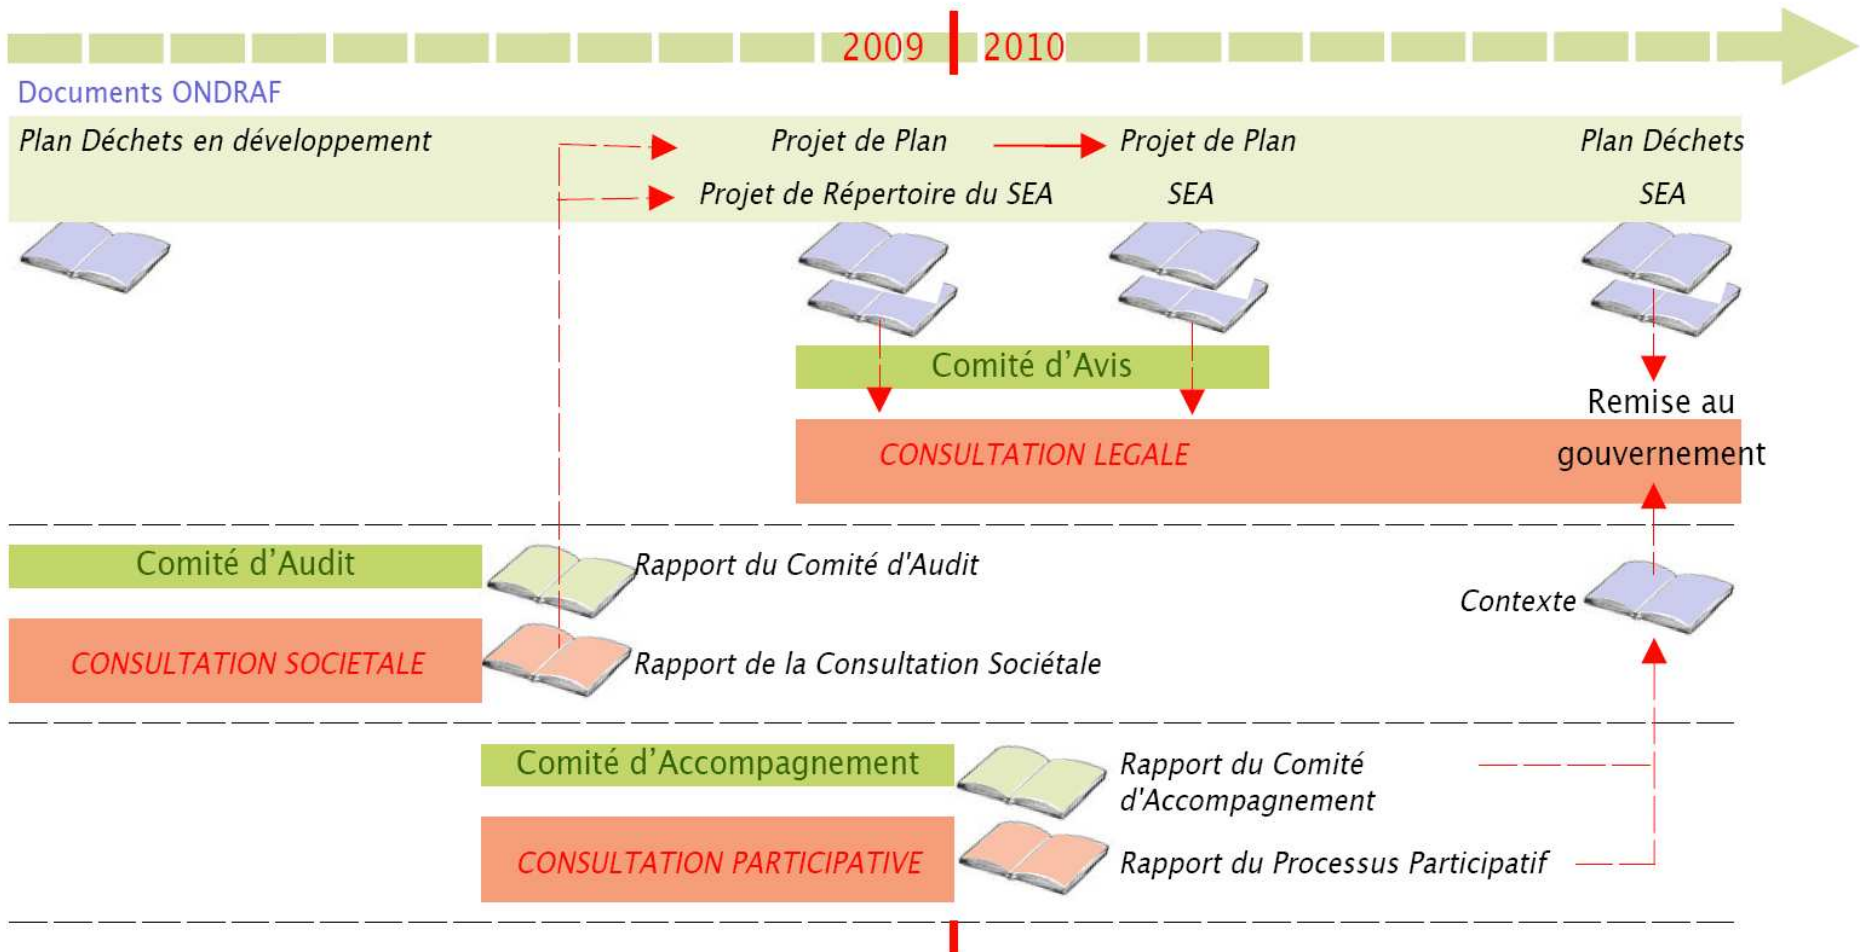 2009 2010
Documents ONDRAF
Plan Déchets en développement
Projet de Plan
Projet de Plan
Plan Déchets
Projet de Répertoire du SEA
SEA
SEA
Comité d'Avis
Remise au
gouvernement
CONSULTATION LEGALE
Comité d'Audit
Rapport du Comité d'Audit
Contexte
CONSULTATION SOCIETALE
Rapport de la Consultation Sociétale
Comité d'Accompagnement
Rapport du Comité
d'Accompagnement
CONSULTATION PARTICIPATIVE
Rapport du Processus Participatif